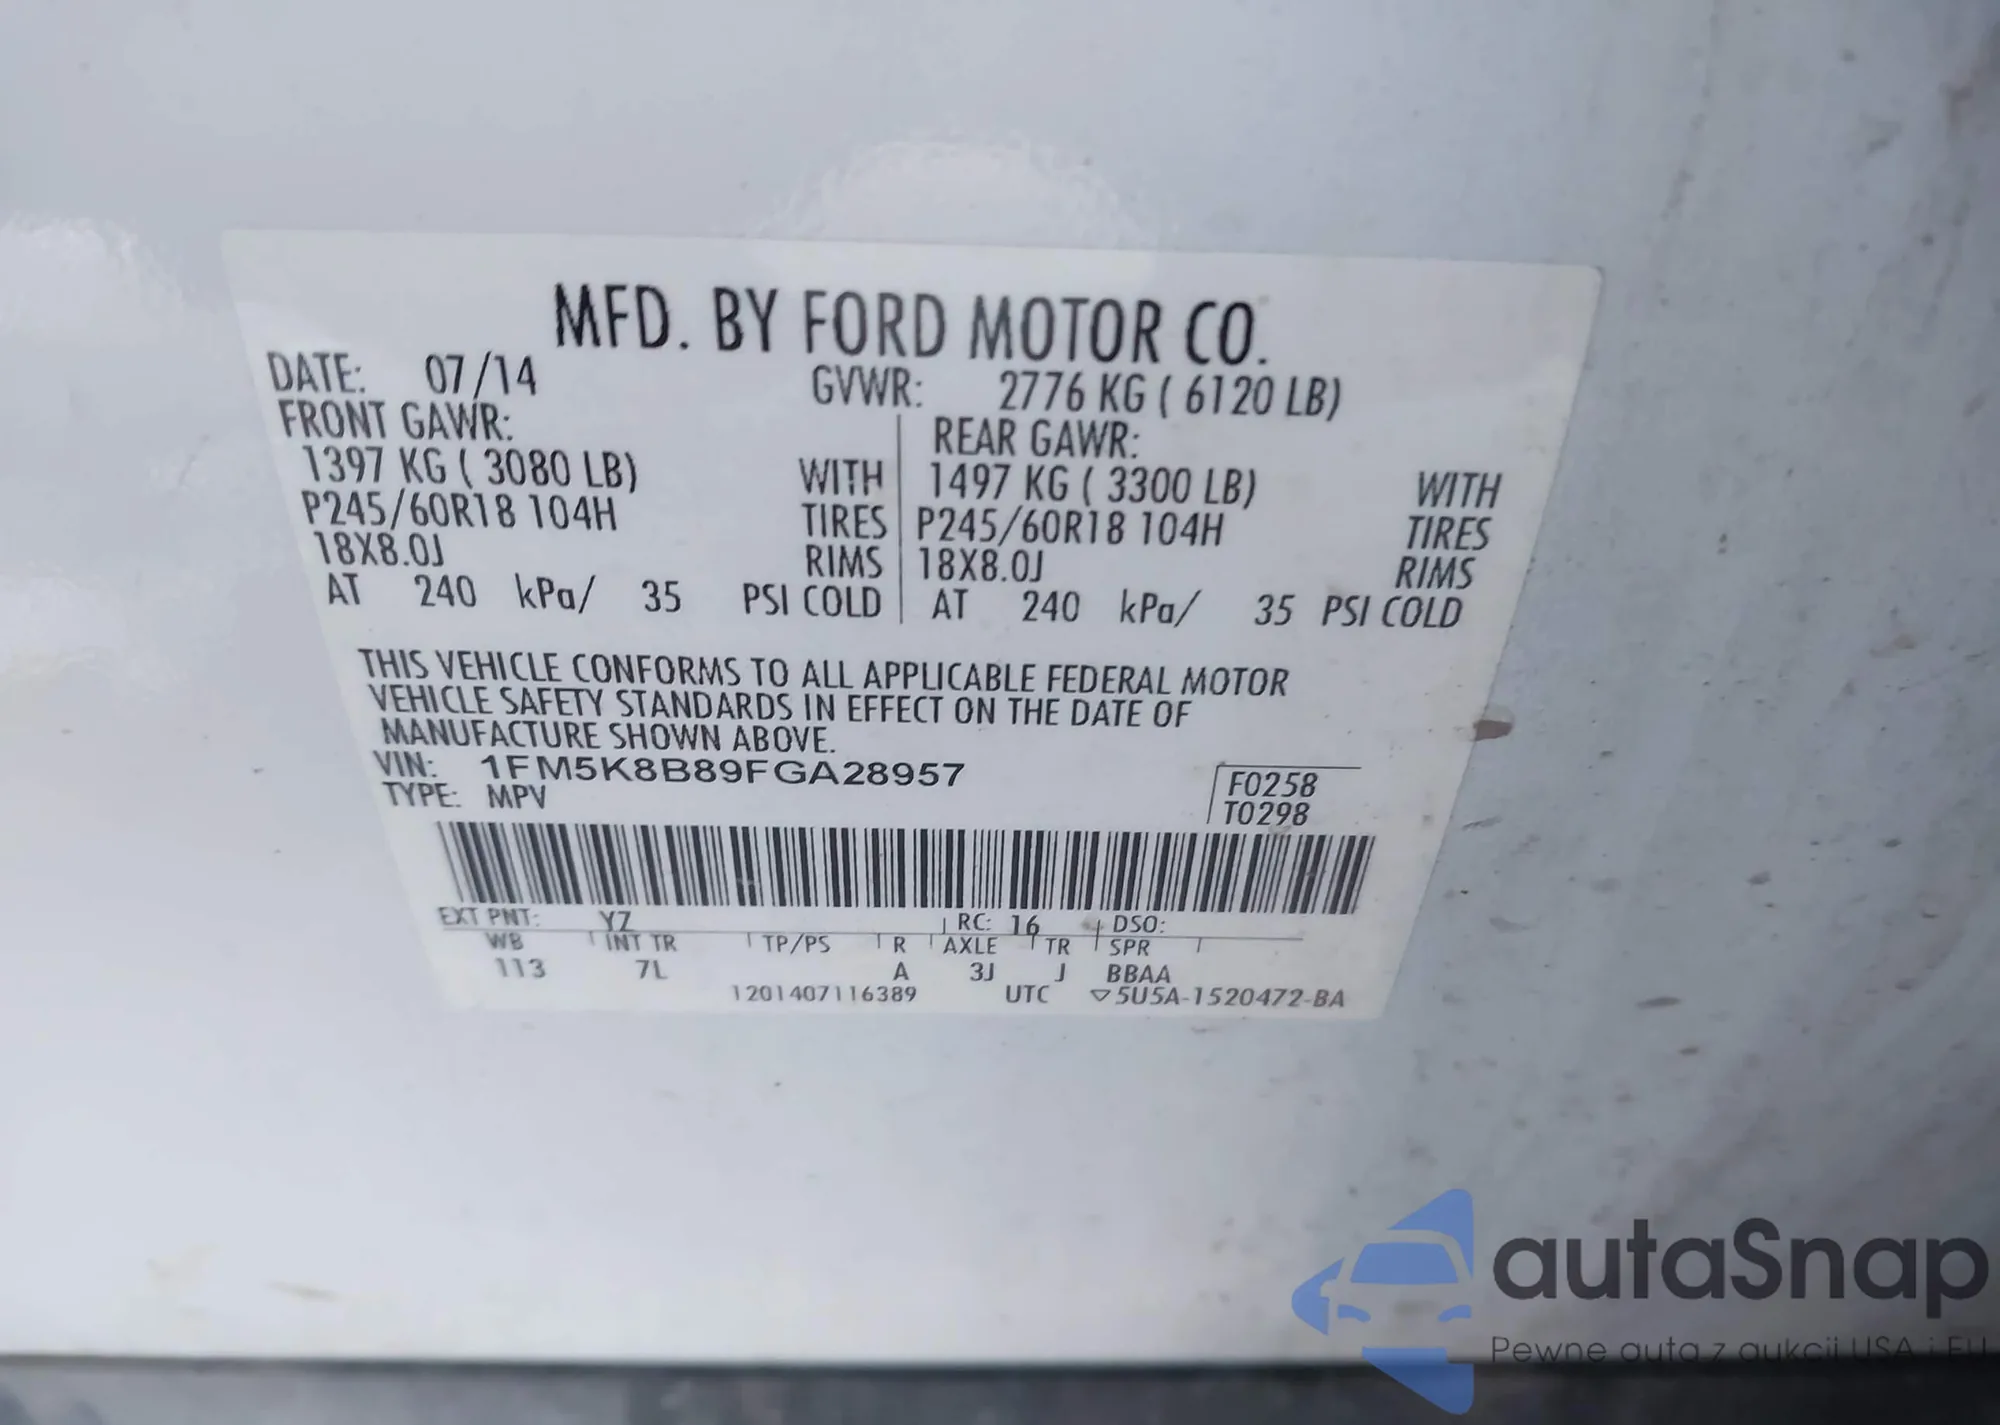 MFD. BY FORD MOTOR CO.
DATE: 07/14 GVWR: 2776 KG ( 6120 LB)
FRONT GAWR: REAR GAWR:
1397 KG ( 3080 LB) WITH 1497 KG ( 3300 LB) WITH
P245/60R18 104H TIRES P245/60R18 104H TIRES
18X8.0J RIMS 18X8.0J RIMS
AT 240 kPa/ 35 PSI COLD AT 240 kPa/ 35 PSI COLD
THIS VEHICLE CONFORMS TO ALL APPLICABLE FEDERAL MOTOR
VEHICLE SAFETY STANDARDS IN EFFECT ON THE DATE OF
MANUFACTURE SHOWN ABOVE.
VIN: 1FM5K8B89FGA28957
TYPE: MPV
F0258
T0298
EXT PNT: YZ RC: 16 DSO:
WB INT TR TP/PS R AXLE TR SPR
113 7L A 3J J BBAA
1201407116389 UTC ▽5U5A-1520472-BA
autaSnap
Pewne auta z aukcji USA i EU